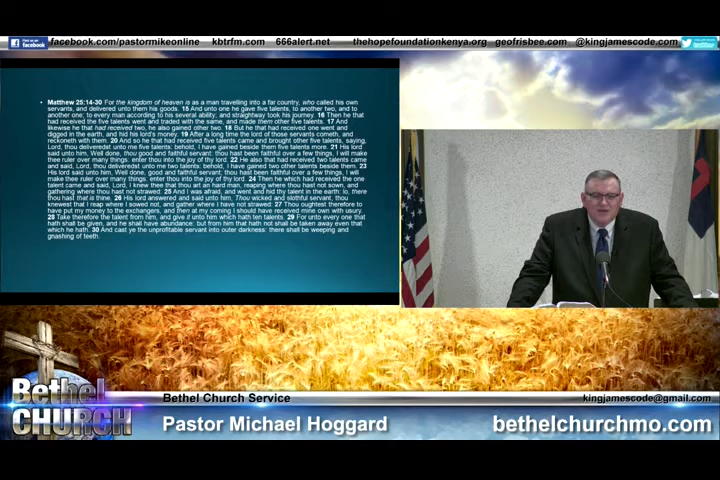 Find us on facebook
facebook.com/pastormikeonline kbtrfm.com 666alert.net thehopefoundationkenya.org geofrisbee.com @kingjamescode.com
• Matthew 25:14-30 For the kingdom of heaven is as a man travelling into a far country, who called his own
servants, and delivered unto them his goods. 15 And unto one he gave five talents, to another two, and to
another one; to every man according to his several ability; and straightway took his journey. 16 Then he that
had received the five talents went and traded with the same, and made them other five talents. 17 And
likewise he that had received two, he also gained other two. 18 But he that had received one went and
digged in the earth, and hid his lord's money. 19 After a long time the lord of those servants cometh, and
reckoneth with them. 20 And so he that had received five talents came and brought other five talents, saying,
Lord, thou deliveredst unto me five talents: behold, I have gained beside them five talents more. 21 His lord
said unto him, Well done, thou good and faithful servant: thou hast been faithful over a few things, I will make
thee ruler over many things: enter thou into the joy of thy lord. 22 He also that had received two talents came
and said, Lord, thou deliveredst unto me two talents: behold, I have gained two other talents beside them. 23
His lord said unto him, Well done, good and faithful servant; thou hast been faithful over a few things, I will
make thee ruler over many things: enter thou into the joy of thy lord. 24 Then he which had received the one
talent came and said, Lord, I knew thee that thou art an hard man, reaping where thou hast not sown, and
gathering where thou hast not strawed: 25 And I was afraid, and went and hid thy talent in the earth: lo, there
thou hast that is thine. 26 His lord answered and said unto him, Thou wicked and slothful servant, thou
knewest that I reap where I sowed not, and gather where I have not strawed: 27 Thou oughtest therefore to
have put my money to the exchangers, and then at my coming I should have received mine own with usury.
28 Take therefore the talent from him, and give it unto him which hath ten talents. 29 For unto every one that
hath shall be given, and he shall have abundance: but from him that hath not shall be taken away even that
which he hath. 30 And cast ye the unprofitable servant into outer darkness: there shall be weeping and
gnashing of teeth.
Bethel
CHURCH
Bethel Church Service
kingjamescode@gmail.com
Pastor Michael Hoggard
bethelchurchmo.com